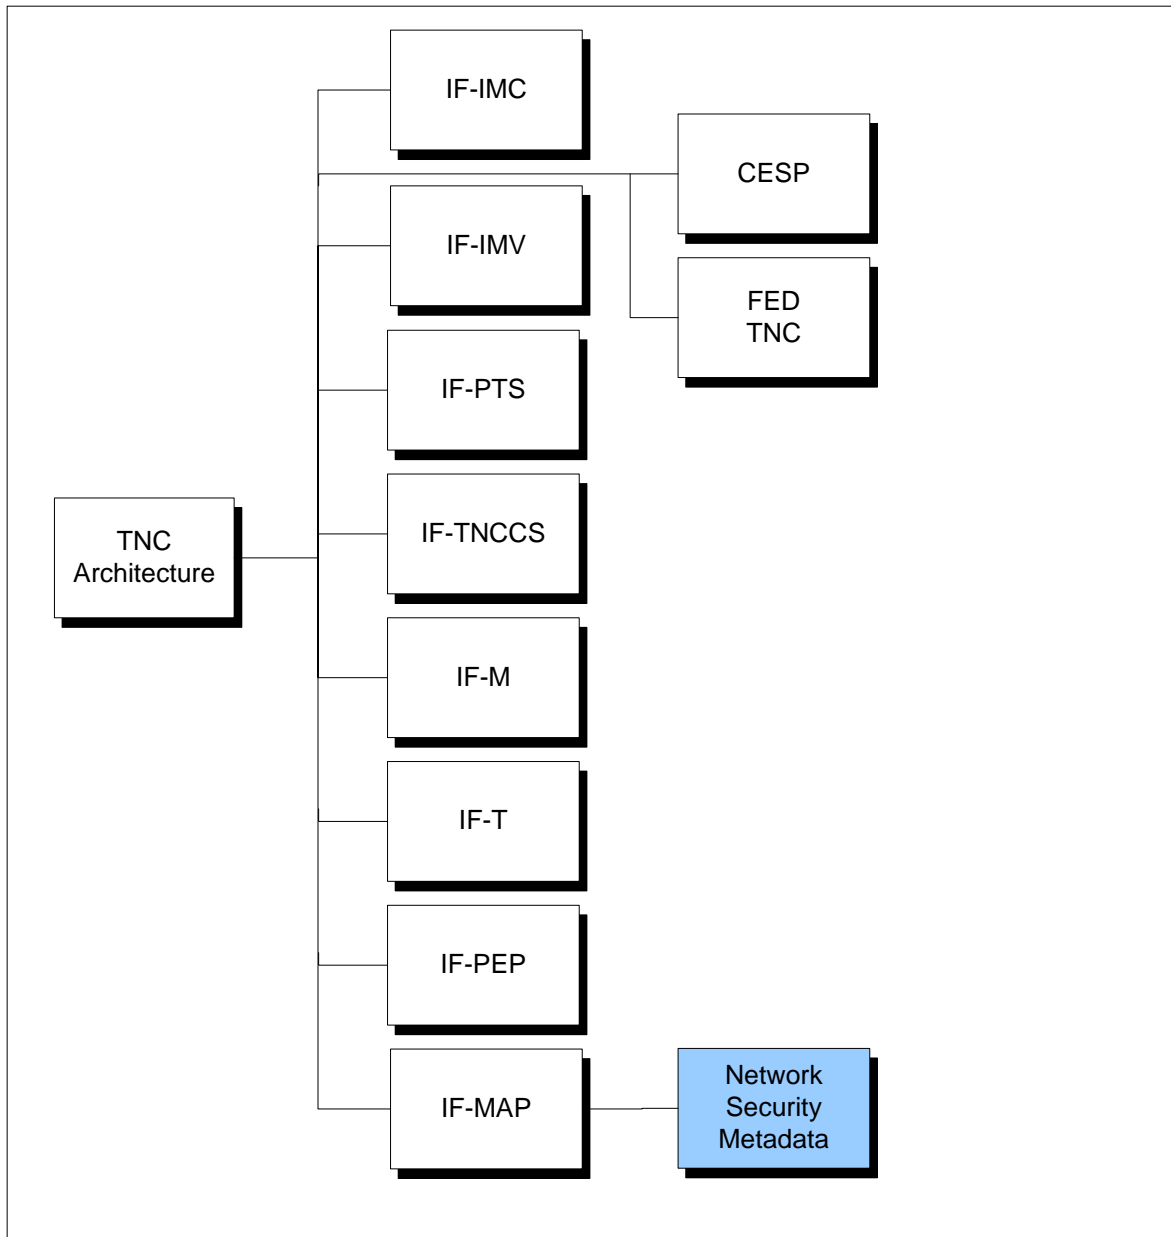 IF-IMC
CESP
IF-IMV
FED
TNC
IF-PTS
IF-TNCCS
TNC
Architecture
IF-M
IF-T
IF-PEP
IF-MAP
Network
Security
Metadata